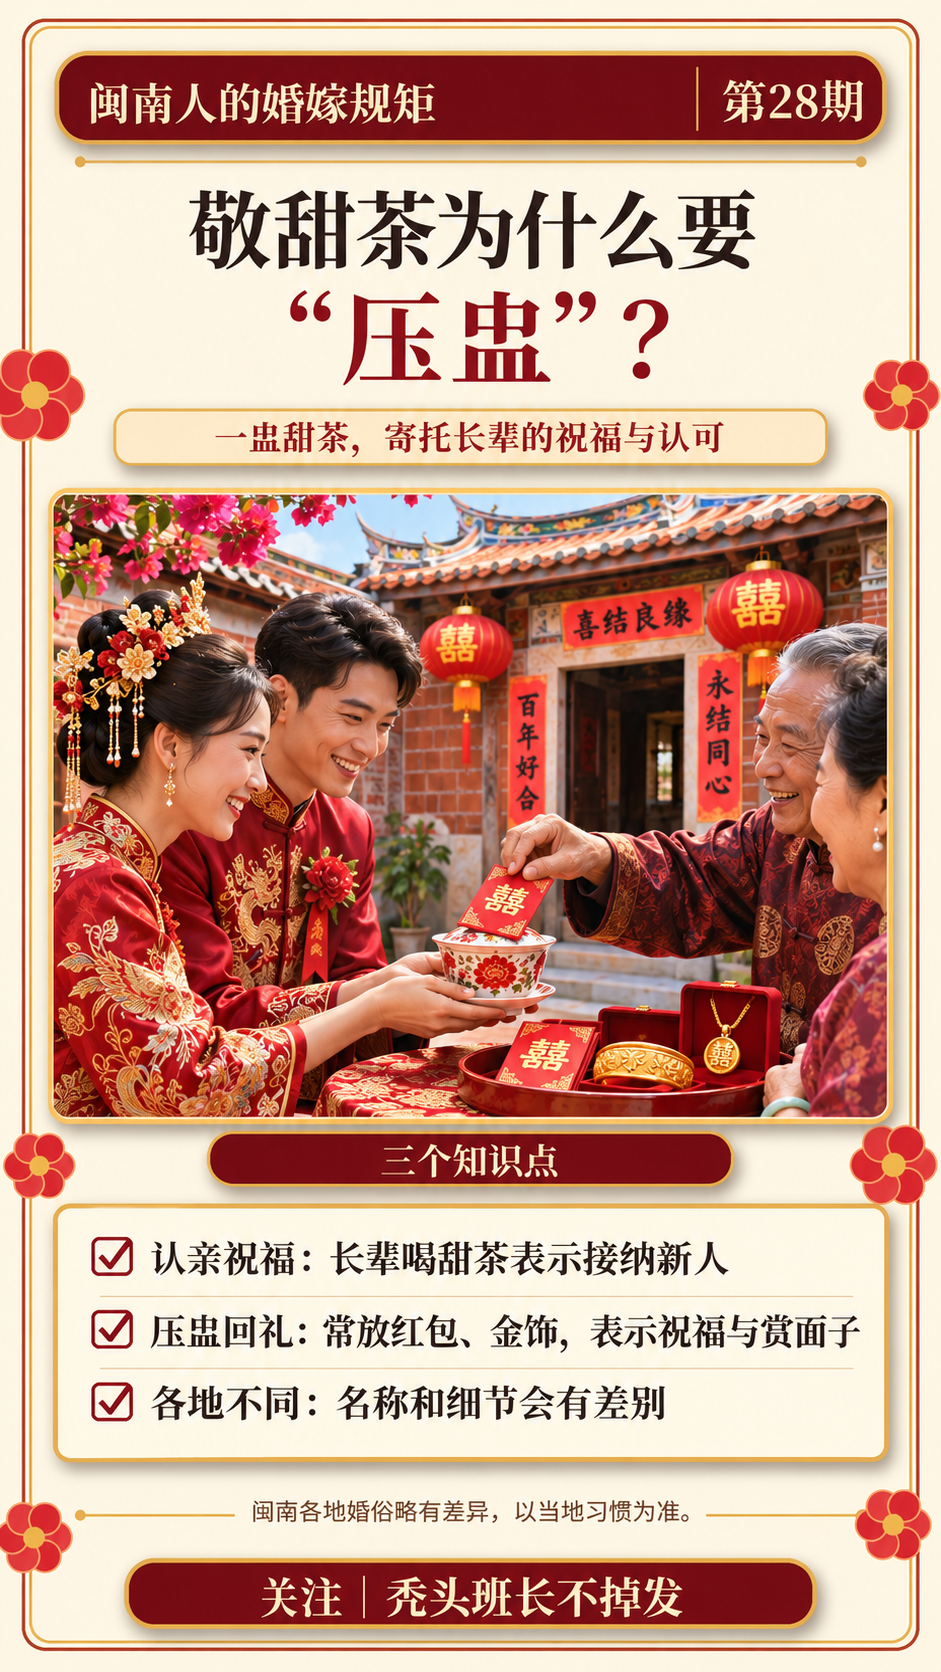 闽南人的婚嫁规矩
第28期
敬甜茶为什么要
“压盅”？
一盅甜茶，寄托长辈的祝福与认可
喜结良缘
百年好合
永结同心
囍
囍
囍
囍
囍
三个知识点
认亲祝福：长辈喝甜茶表示接纳新人
压盅回礼：常放红包、金饰，表示祝福与赏面子
各地不同：名称和细节会有差别
闽南各地婚俗略有差异，以当地习惯为准。
关注｜秃头班长不掉发